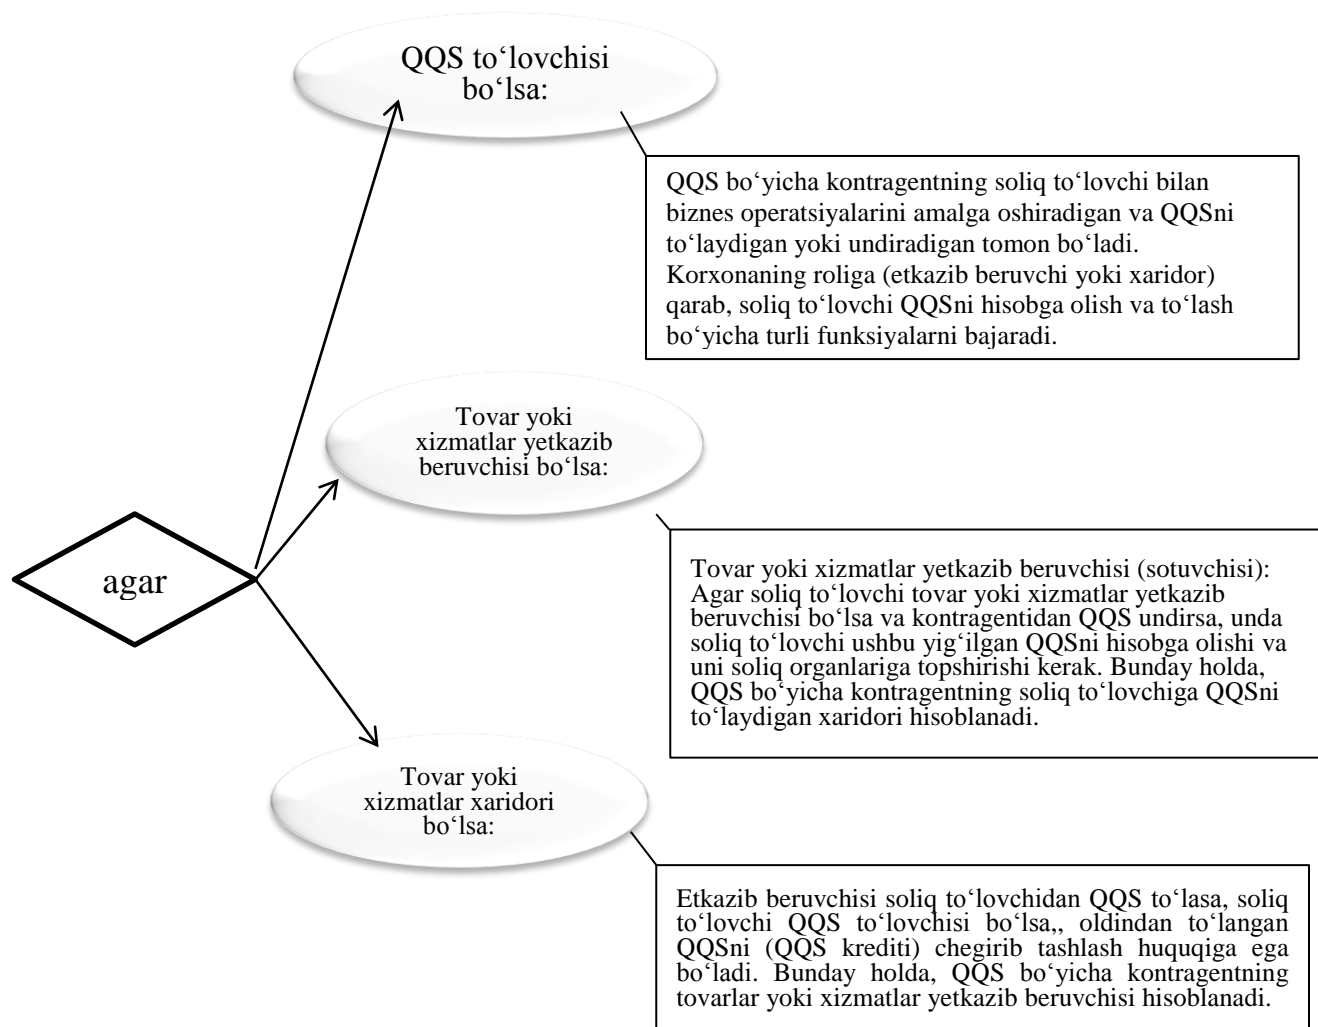 QQS to‘lovchisi
bo‘lsa:
QQS bo‘yicha kontragentning soliq to‘lovchi bilan
biznes operatsiyalarini amalga oshiradigan va QQSni
to‘laydigan yoki undiradigan tomon bo‘ladi.
Korxonaning roliga (etkazib beruvchi yoki xaridor)
qarab, soliq to‘lovchi QQSni hisobga olish va to‘lash
bo‘yicha turli funksiyalarni bajaradi.
Tovar yoki
xizmatlar yetkazib
beruvchisi bo‘lsa:
agar
Tovar yoki xizmatlar yetkazib beruvchisi (sotuvchisi):
Agar soliq to‘lovchi tovar yoki xizmatlar yetkazib
beruvchisi bo‘lsa va kontragentidan QQS undirsa, unda
soliq to‘lovchi ushbu yig‘ilgan QQSni hisobga olishi va
uni soliq organlariga topshirishi kerak. Bunday holda,
QQS bo‘yicha kontragentning soliq to‘lovchiga QQSni
to‘laydigan xaridori hisoblanadi.
Tovar yoki
xizmatlar xaridori
bo‘lsa:
Etkazib beruvchisi soliq to‘lovchidan QQS to‘lasa, soliq
to‘lovchi QQS to‘lovchisi bo‘lsa,, oldindan to‘langan
QQSni (QQS krediti) chegirib tashlash huquqiga ega
bo‘ladi. Bunday holda, QQS bo‘yicha kontragentning
tovarlar yoki xizmatlar yetkazib beruvchisi hisoblanadi.